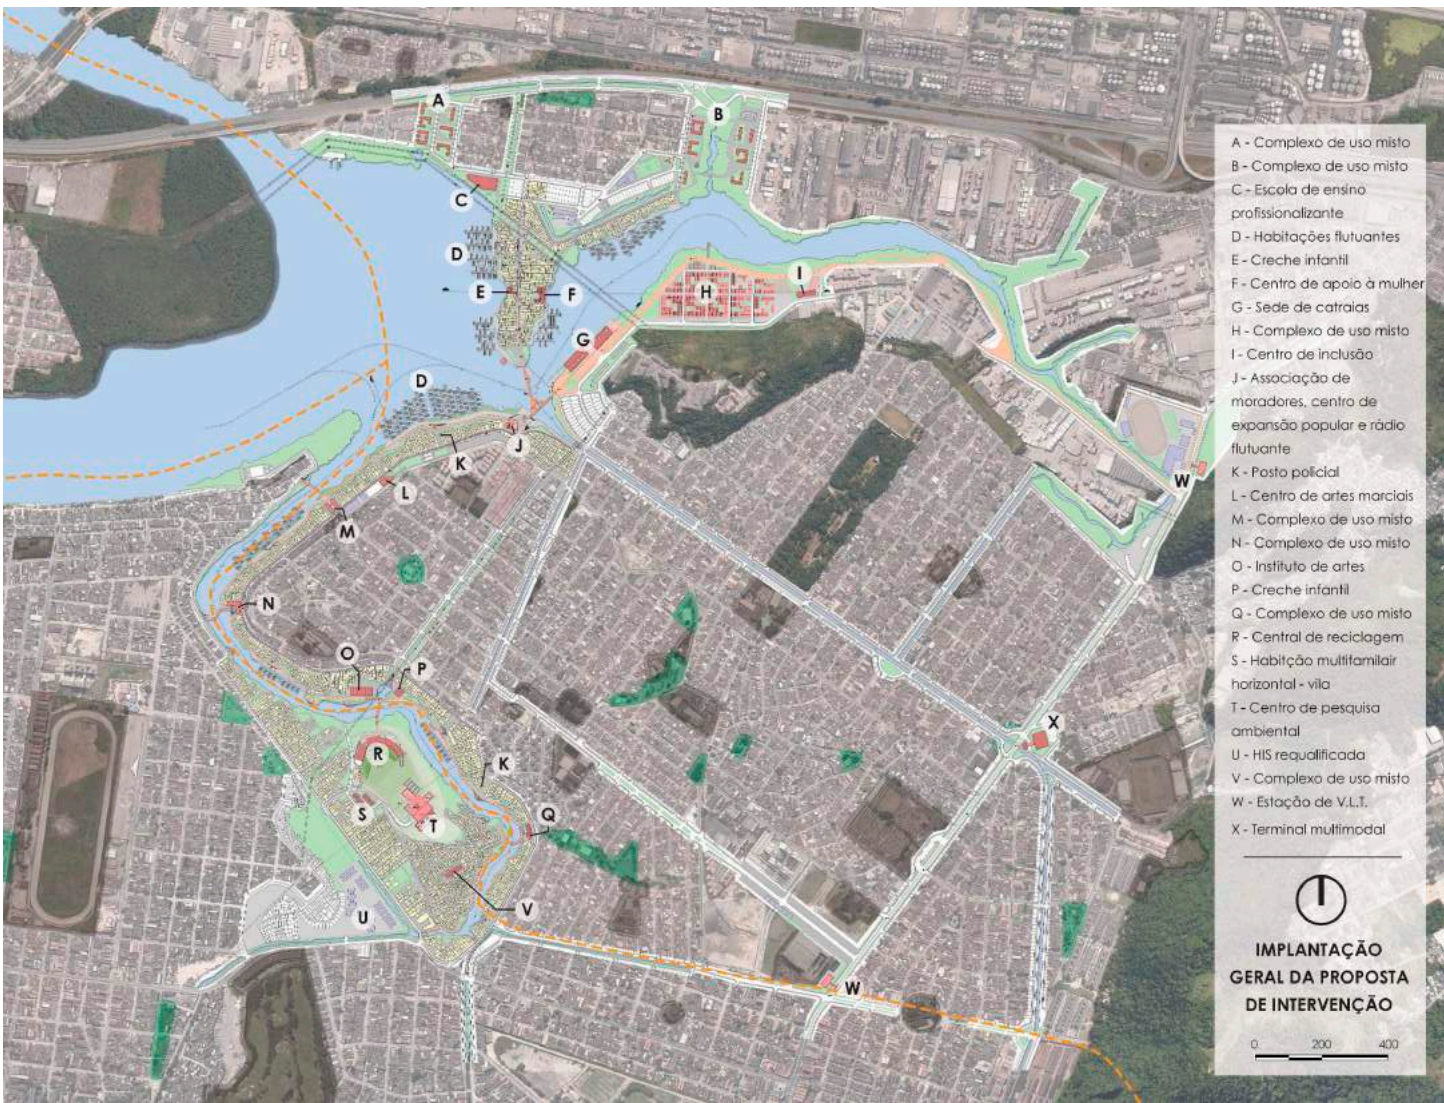 A
B
C
D
E
F
G
H
I
D
J
K
L
M
N
O
P
K
R
S
T
Q
U
V
W
X
W
A - Complexo de uso misto
B - Complexo de uso misto
C - Escola de ensino
profissionalizante
D - Habitações flutuantes
E - Creche infantil
F - Centro de apoio à mulher
G - Sede de catraias
H - Complexo de uso misto
I - Centro de inclusão
J - Associação de
moradores, centro de
expansão popular e rádio
flutuante
K - Posto policial
L - Centro de artes marciais
M - Complexo de uso misto
N - Complexo de uso misto
O - Instituto de artes
P - Creche infantil
Q - Complexo de uso misto
R - Central de reciclagem
S - Habitção multifamilair
horizontal - vila
T - Centro de pesquisa
ambiental
U - HIS requalificada
V - Complexo de uso misto
W - Estação de V.L.T.
X - Terminal multimodal
IMPLANTAÇÃO
GERAL DA PROPOSTA
DE INTERVENÇÃO
0 200 400